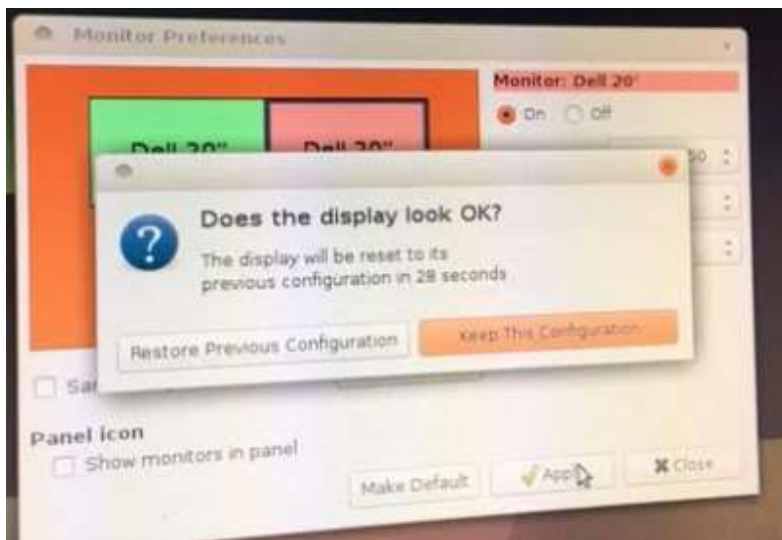 Monitor Preferences
Monitor: Dell 20"
On Off
Dell 20" Dell 20"
50
Does the display look OK?
The display will be reset to its
previous configuration in 28 seconds
Restore Previous Configuration Keep This Configuration
Sa
Panel icon
Show monitors in panel
Make Default Apply Close